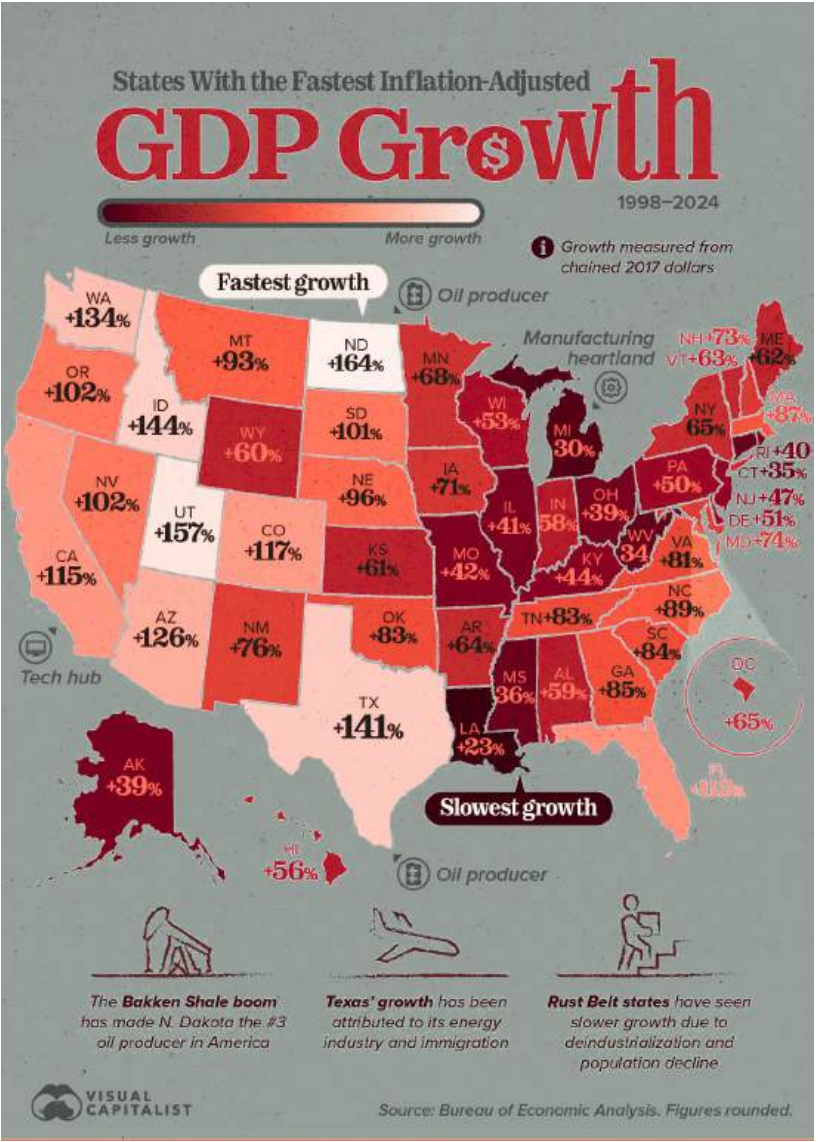 States With the Fastest Inflation-Adjusted
GDP Growth
1998–2024
Less growth
More growth
Growth measured from
chained 2017 dollars
Fastest growth
Oil producer
Manufacturing
heartland
WA
+134%
MT
+93%
ND
+164%
MN
+68%
NH+73%
VT+63%
ME
+62%
OR
+102%
ID
+144%
SD
+101%
WI
+53%
MI
30%
NY
65%
MA
+87%
WY
+60%
RI+40
CT+35%
NV
+102%
UT
+157%
NE
+96%
IA
+71%
IL
+41%
IN
58%
OH
+39%
PA
+50%
NJ+47%
DE+51%
MD+74%
CA
+115%
CO
+117%
KS
+61%
MO
+42%
KY
+44%
WV
34
VA
+81%
AZ
+126%
NM
+76%
OK
+83%
AR
+64%
TN+83%
NC
+89%
SC
+84%
Tech hub
TX
+141%
LA
+23%
MS
36%
AL
+59%
GA
+85%
DC
+65%
FL
AK
+39%
HI
+56%
Slowest growth
Oil producer
The Bakken Shale boom
has made N. Dakota the #3
oil producer in America
Texas' growth has been
attributed to its energy
industry and immigration
Rust Belt states have seen
slower growth due to
deindustrialization and
population decline
VISUAL
CAPITALIST
Source: Bureau of Economic Analysis. Figures rounded.